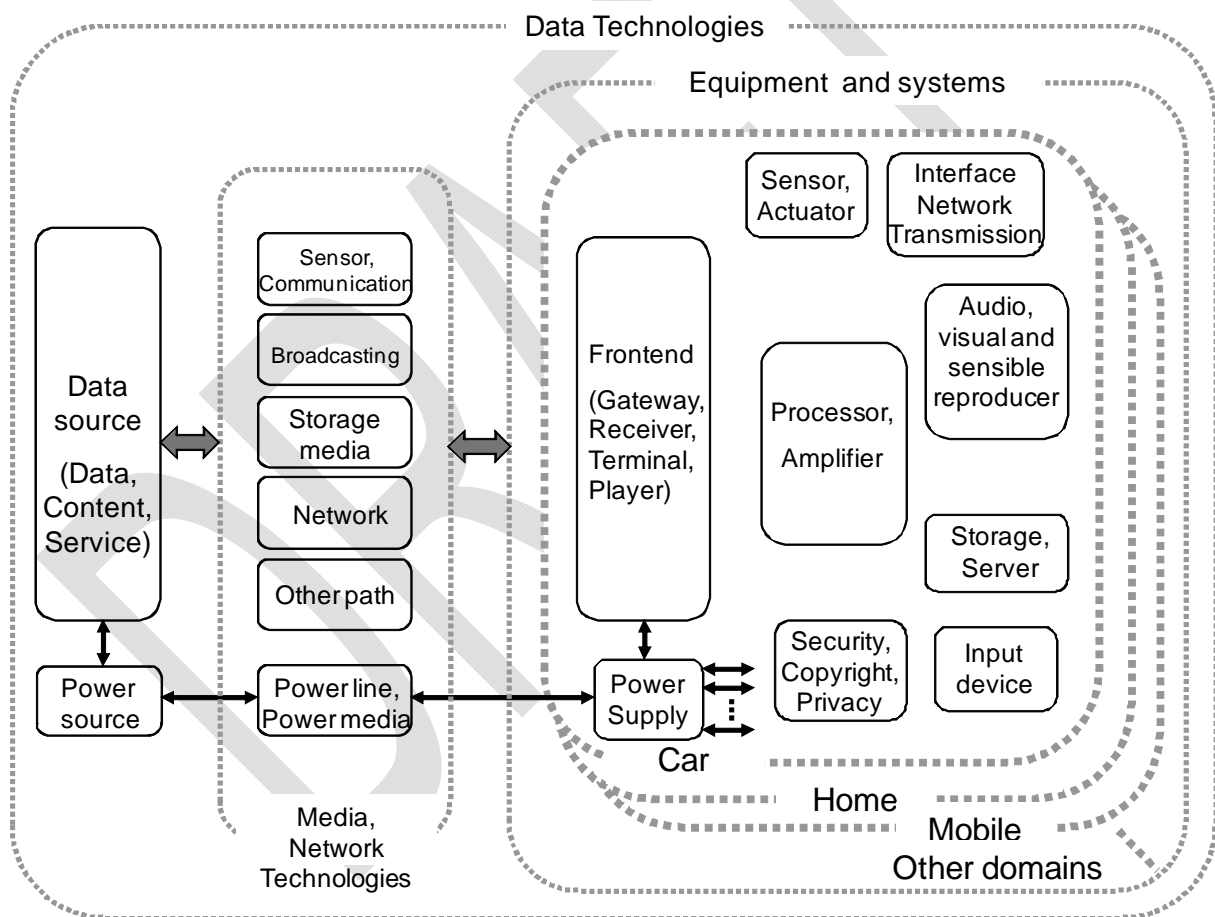 Data Technologies
Equipment and systems
Sensor,
Actuator
Interface
Network
Transmission
Sensor,
Communication
Broadcasting
Storage
media
Network
Other path
Data
source
(Data,
Content,
Service)
Frontend
(Gateway,
Receiver,
Terminal,
Player)
Processor,
Amplifier
Audio,
visual and
sensible
reproducer
Storage,
Server
Power
source
Power line,
Power media
Power
Supply
Security,
Copyright,
Privacy
Input
device
Car
Home
Mobile
Other domains
Media,
Network
Technologies
DRAFT